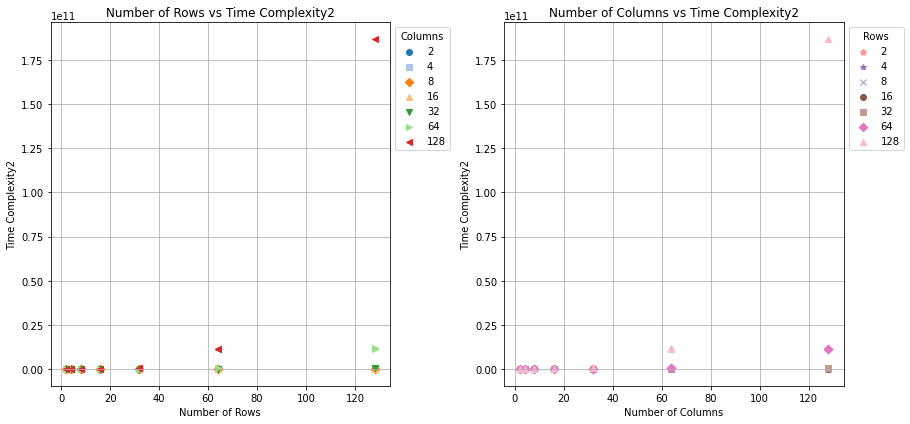 Number of Rows vs Time Complexity2
1e11
Time Complexity2
1.75
1.50
1.25
1.00
0.75
0.50
0.25
0.00
0 20 40 60 80 100 120
Number of Rows
Columns
2
4
8
16
32
64
128
Number of Columns vs Time Complexity2
1e11
Time Complexity2
1.75
1.50
1.25
1.00
0.75
0.50
0.25
0.00
0 20 40 60 80 100 120
Number of Columns
Rows
2
4
8
16
32
64
128